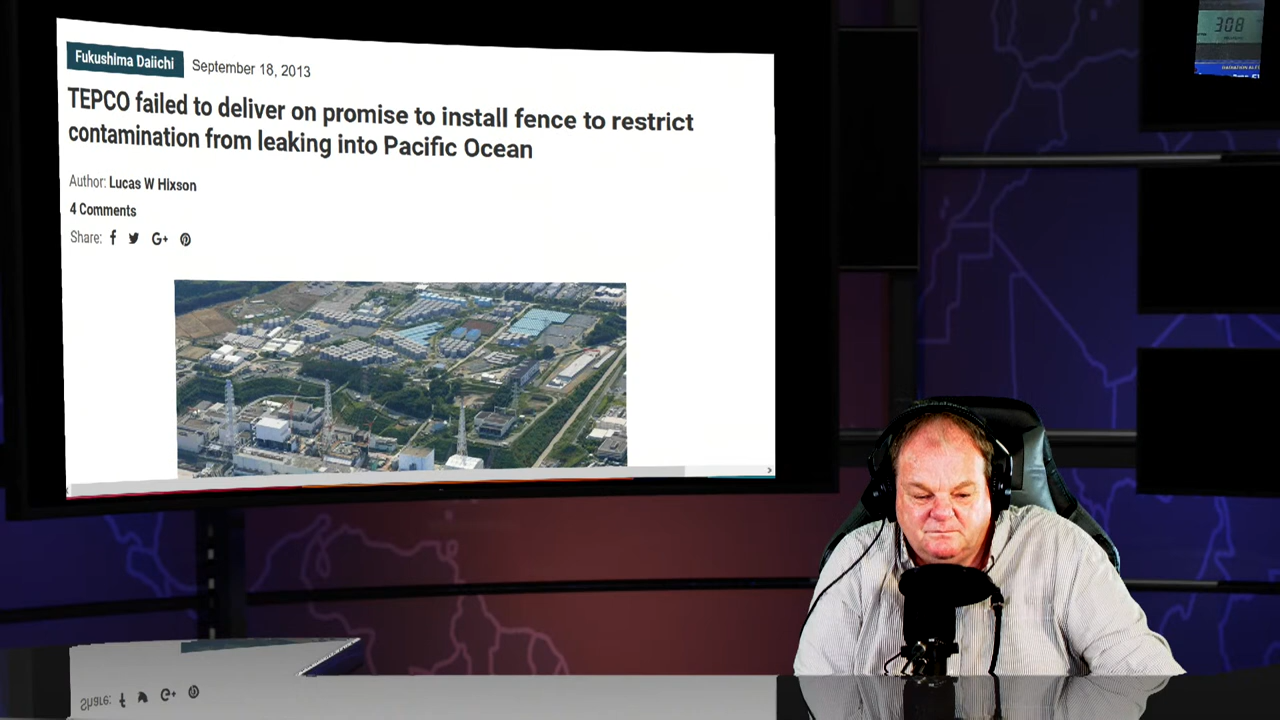 Fukushima Daiichi September 18, 2013
TEPCO failed to deliver on promise to install fence to restrict
contamination from leaking into Pacific Ocean
Author: Lucas W Hixson
4 Comments
Share:
308
Share: